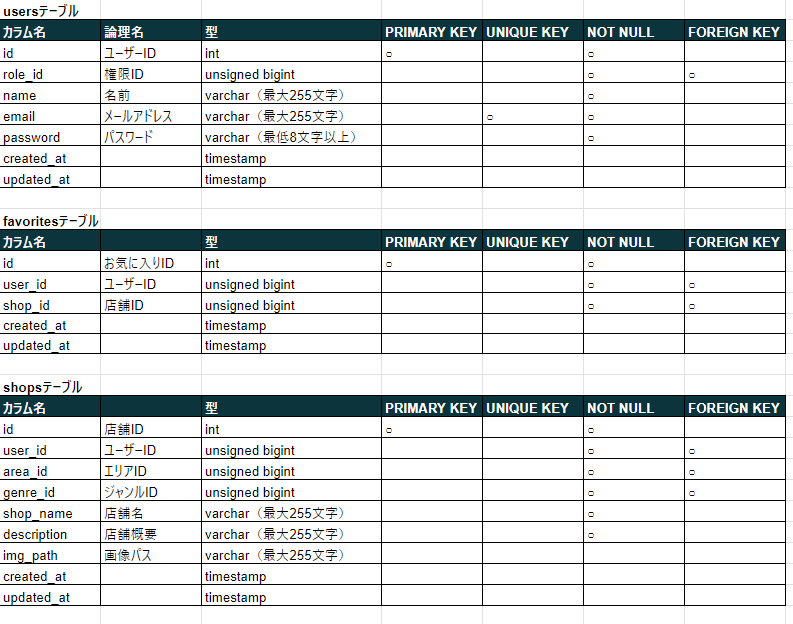 usersテーブル
カラム名 論理名 型 PRIMARY KEY UNIQUE KEY NOT NULL FOREIGN KEY
id ユーザーID int ○ ○
role_id 権限ID unsigned bigint ○ ○
name 名前 varchar（最大255文字） ○
email メールアドレス varchar（最大255文字） ○ ○
password パスワード varchar（最低8文字以上） ○
created_at timestamp
updated_at timestamp
favoritesテーブル
カラム名 型 PRIMARY KEY UNIQUE KEY NOT NULL FOREIGN KEY
id お気に入りID int ○ ○
user_id ユーザーID unsigned bigint ○ ○
shop_id 店舗ID unsigned bigint ○ ○
created_at timestamp
updated_at timestamp
shopsテーブル
カラム名 型 PRIMARY KEY UNIQUE KEY NOT NULL FOREIGN KEY
id 店舗ID int ○ ○
user_id ユーザーID unsigned bigint ○ ○
area_id エリアID unsigned bigint ○ ○
genre_id ジャンルID unsigned bigint ○ ○
shop_name 店舗名 varchar（最大255文字） ○
description 店舗概要 varchar（最大255文字） ○
img_path 画像パス varchar（最大255文字）
created_at timestamp
updated_at timestamp